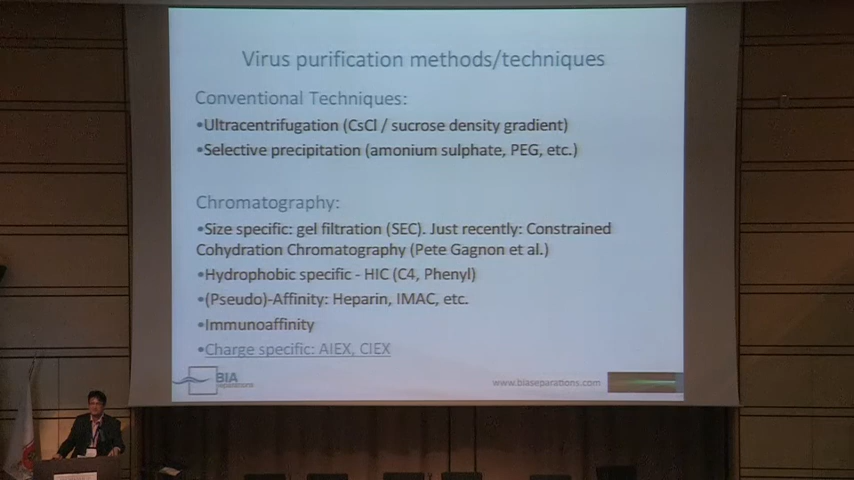 Virus purification methods/techniques
Conventional Techniques:
•Ultracentrifugation (CsCl / sucrose density gradient)
•Selective precipitation (amonium sulphate, PEG, etc.)
Chromatography:
•Size specific: gel filtration (SEC). Just recently: Constrained
Cohydration Chromatography (Pete Gagnon et al.)
•Hydrophobic specific - HIC (C4, Phenyl)
•(Pseudo)-Affinity: Heparin, IMAC, etc.
•Immunoaffinity
•Charge specific: AIEX, CIEX
BIA
separations
www.biaseparations.com